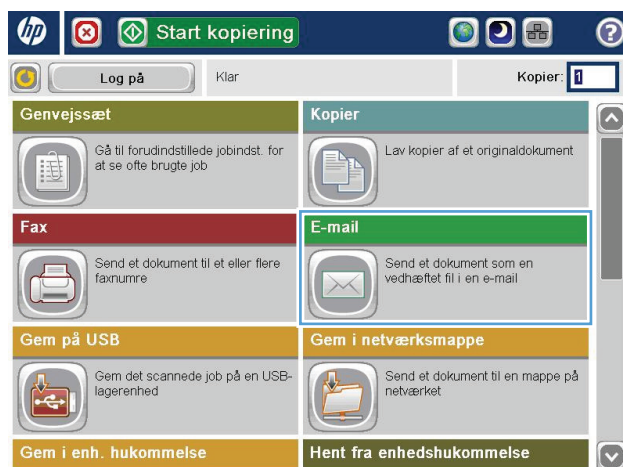 hp
Start kopiering
?
Log på
Klar
Kopier: 1
Genvejssæt
Gå til forudindstillede jobindst. for
at se ofte brugte job
Kopier
Lav kopier af et originaldokument
Fax
Send et dokument til et eller flere
faxnumre
E-mail
Send et dokument som en
vedhæftet fil i en e-mail
Gem på USB
Gem det scannede job på en USB-
lagerenhed
Gem i netværksmappe
Send et dokument til en mappe på
netværket
Gem i enh. hukommelse
Hent fra enhedshukommelse